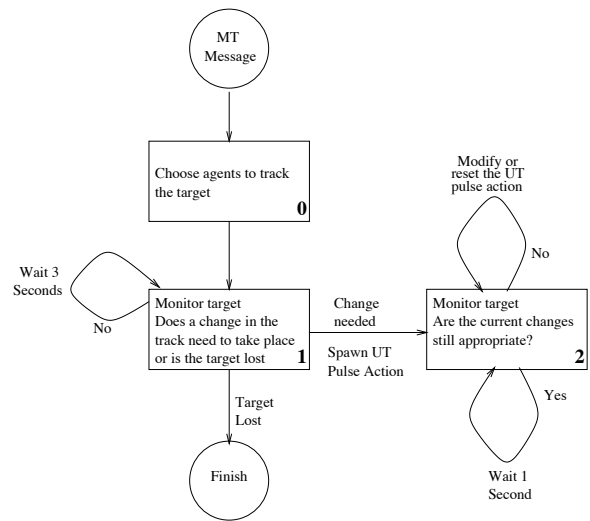 MT
Message
Choose agents to track
the target
0
Modify or
reset the UT
pulse action
No
Wait 3
Seconds
No
Monitor target
Does a change in the
track need to take place
or is the target lost
1
Change
needed
Spawn UT
Pulse Action
Monitor target
Are the current changes
still appropriate?
2
Yes
Wait 1
Second
Target
Lost
Finish